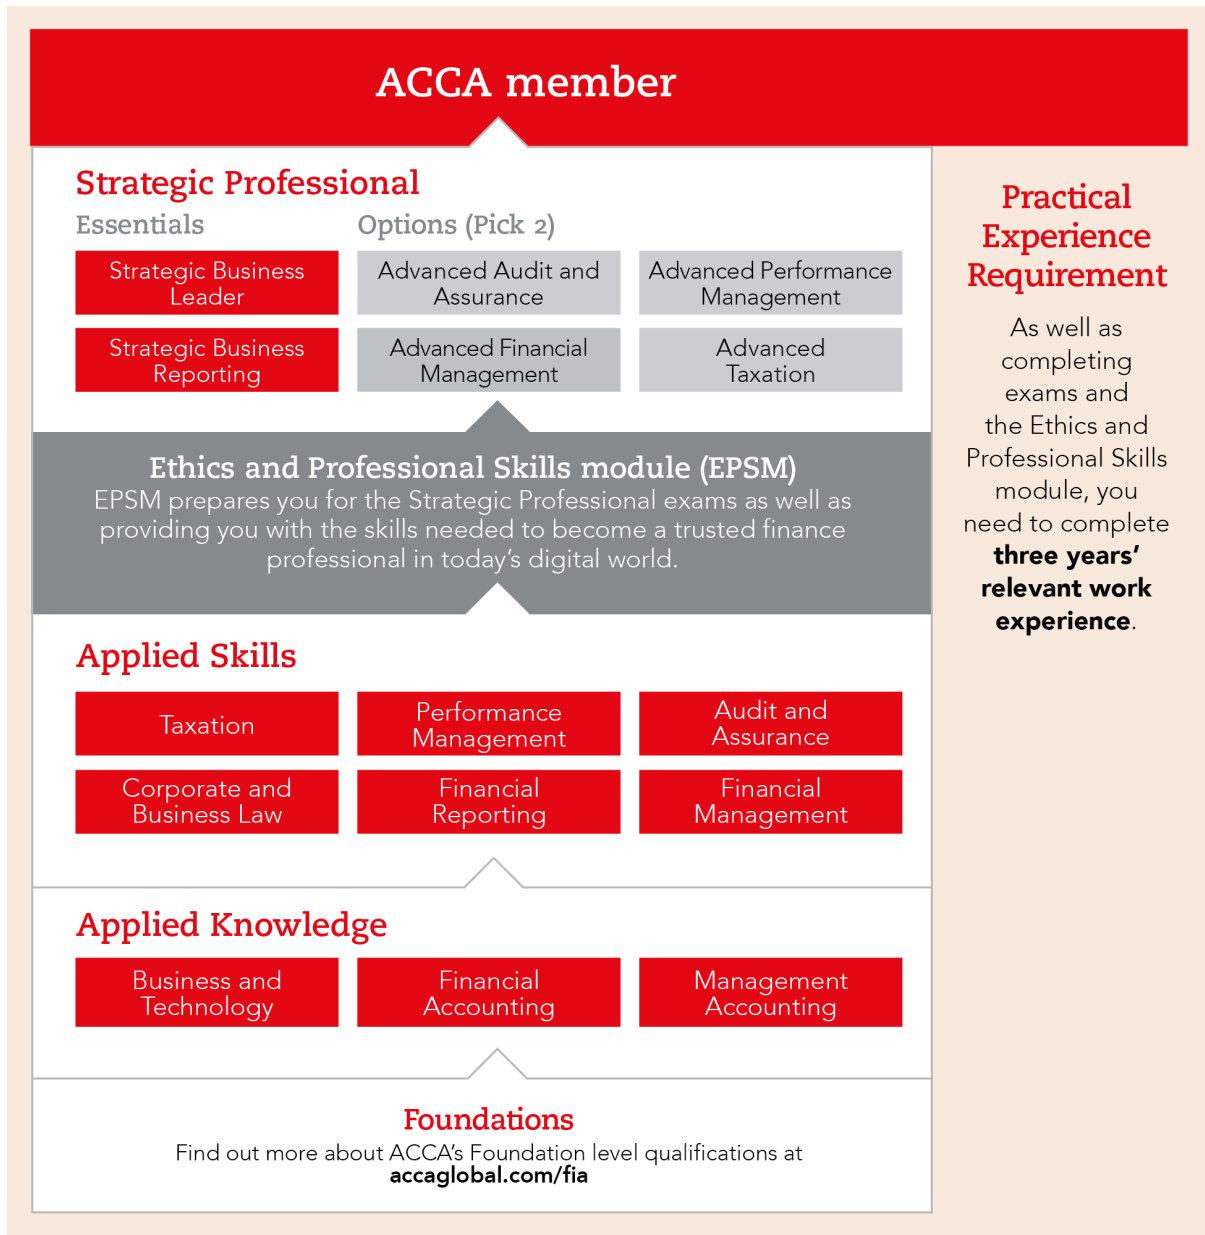 ACCA member
Strategic Professional
Essentials
Options (Pick 2)
Strategic Business
Leader
Advanced Audit and
Assurance
Advanced Performance
Management
Strategic Business
Reporting
Advanced Financial
Management
Advanced
Taxation
Ethics and Professional Skills module (EPSM)
EPSM prepares you for the Strategic Professional exams as well as
providing you with the skills needed to become a trusted finance
professional in today’s digital world.
Applied Skills
Taxation
Performance
Management
Audit and
Assurance
Corporate and
Business Law
Financial
Reporting
Financial
Management
Applied Knowledge
Business and
Technology
Financial
Accounting
Management
Accounting
Foundations
Find out more about ACCA’s Foundation level qualifications at
accaglobal.com/fia
Practical
Experience
Requirement
As well as
completing
exams and
the Ethics and
Professional Skills
module, you
need to complete
three years’
relevant work
experience.